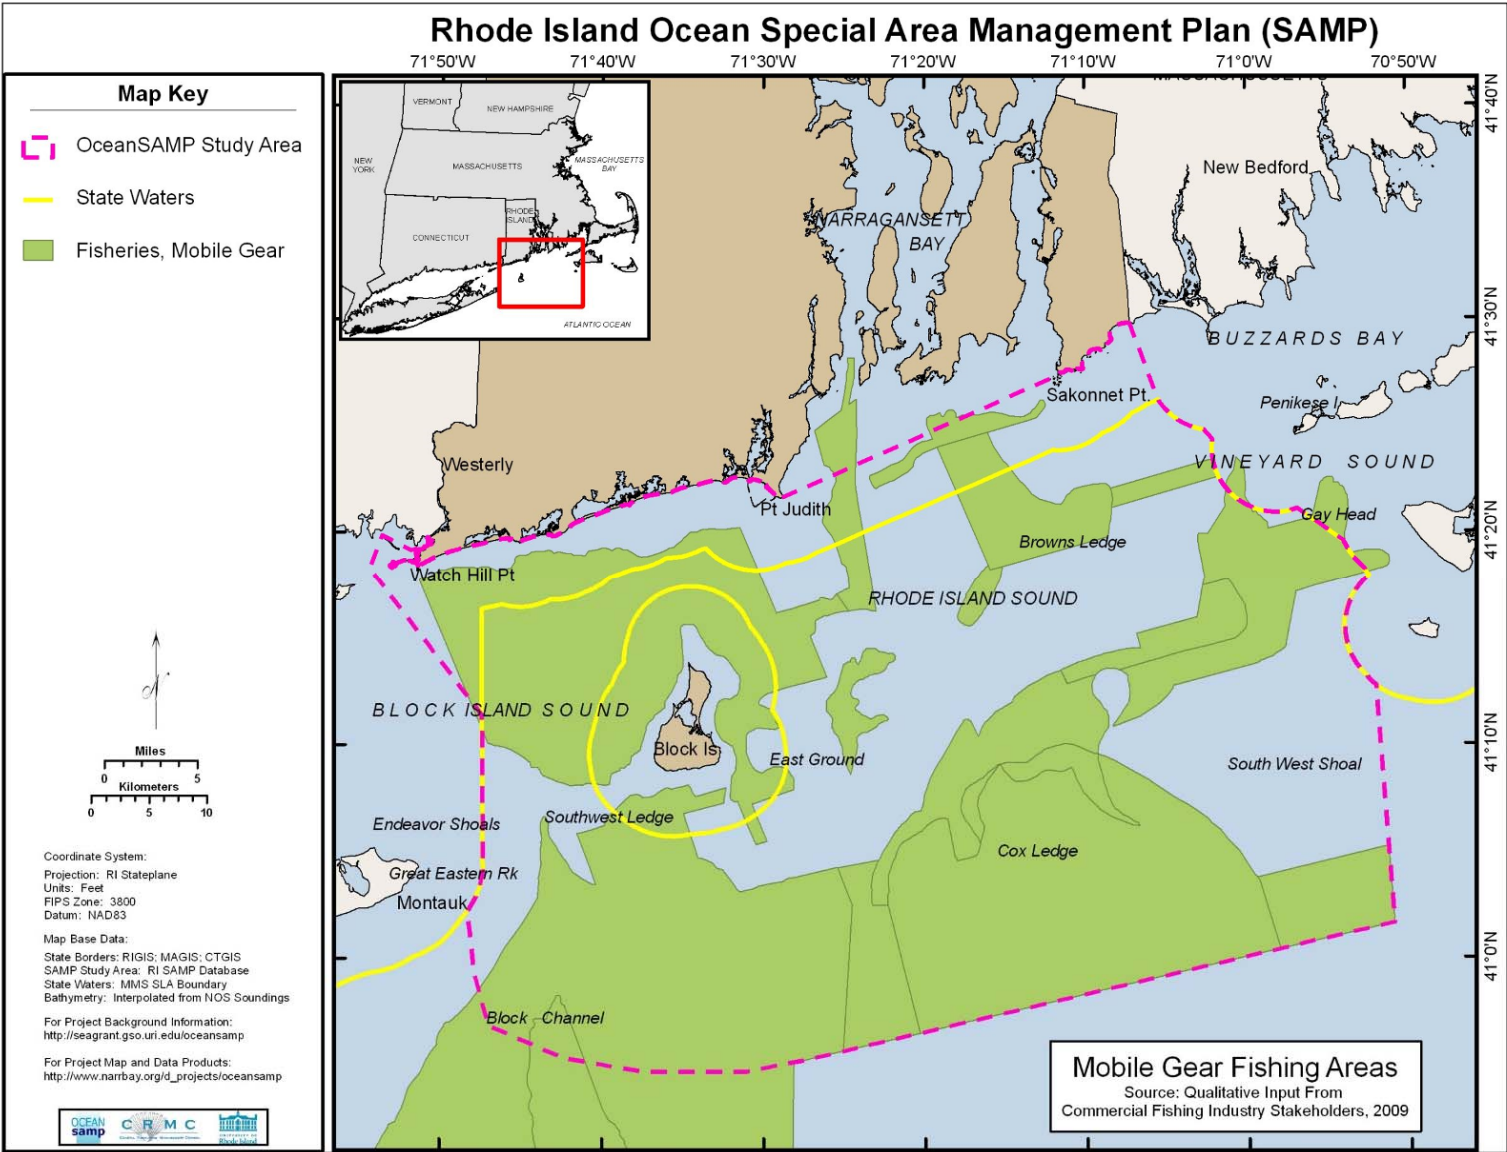 Rhode Island Ocean Special Area Management Plan (SAMP)
71°50'W 71°40'W 71°30'W 71°20'W 71°10'W 71°0'W 70°50'W
Map Key
OceanSAMP Study Area
State Waters
Fisheries, Mobile Gear
Miles
0 5
Kilometers
0 5 10
Coordinate System:
Projection: RI Stateplane
Units: Feet
FIPS Zone: 3800
Datum: NAD83
Map Base Data:
State Borders: RIGIS; MAGIS; CTGIS
SAMP Study Area: RI SAMP Database
State Waters: MMS SLA Boundary
Bathymetry: Interpolated from NOS Soundings
For Project Background Information:
http://seagrant.gso.uri.edu/oceansamp
For Project Map and Data Products:
http://www.narrbay.org/d_projects/oceansamp
OCEAN
samp
C R M C
Rhode Island
VERMONT
NEW HAMPSHIRE
NEW
YORK
MASSACHUSETTS
MASSACHUSETTS
BAY
RHODE
ISLAND
CONNECTICUT
ATLANTIC OCEAN
MASSACHUSETTS
New Bedford
NARRAGANSETT
BAY
BUZZARDS BAY
Sakonnet Pt.
Penikese I.
Westerly
VINEYARD SOUND
Pt Judith
Gay Head
Browns Ledge
Watch Hill Pt
RHODE ISLAND SOUND
BLOCK ISLAND SOUND
Block Is.
East Ground
South West Shoal
Southwest Ledge
Endeavor Shoals
Cox Ledge
Great Eastern Rk
Montauk
Block Channel
41°40'N
41°30'N
41°20'N
41°10'N
41°0'N
Mobile Gear Fishing Areas
Source: Qualitative Input From
Commercial Fishing Industry Stakeholders, 2009